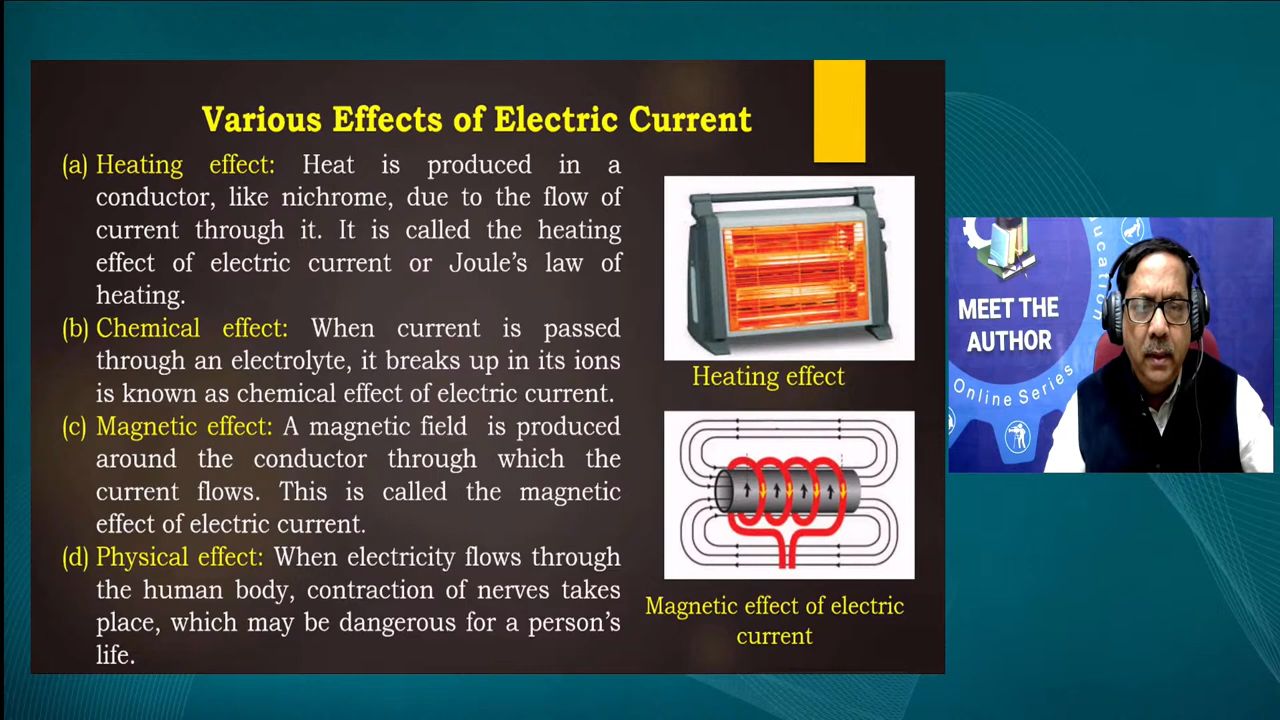 Various Effects of Electric Current
(a) Heating effect: Heat is produced in a
conductor, like nichrome, due to the flow of
current through it. It is called the heating
effect of electric current or Joule's law of
heating.
(b) Chemical effect: When current is passed
through an electrolyte, it breaks up in its ions
is known as chemical effect of electric current.
(c) Magnetic effect: A magnetic field is produced
around the conductor through which the
current flows. This is called the magnetic
effect of electric current.
(d) Physical effect: When electricity flows through
the human body, contraction of nerves takes
place, which may be dangerous for a person's
life.
Heating effect
Magnetic effect of electric
current
MEET THE
AUTHOR
Online Series